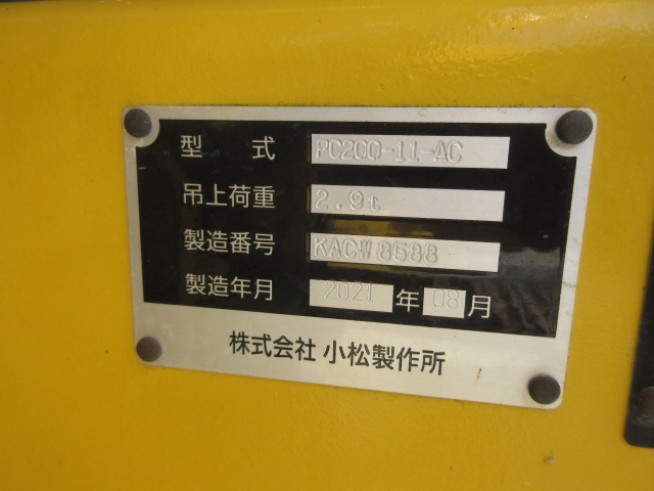 型 式 PC200-11-AC
吊上荷重 2.9t
製造番号 KACW8588
製造年月 2021 年 08 月
株式会社 小松製作所